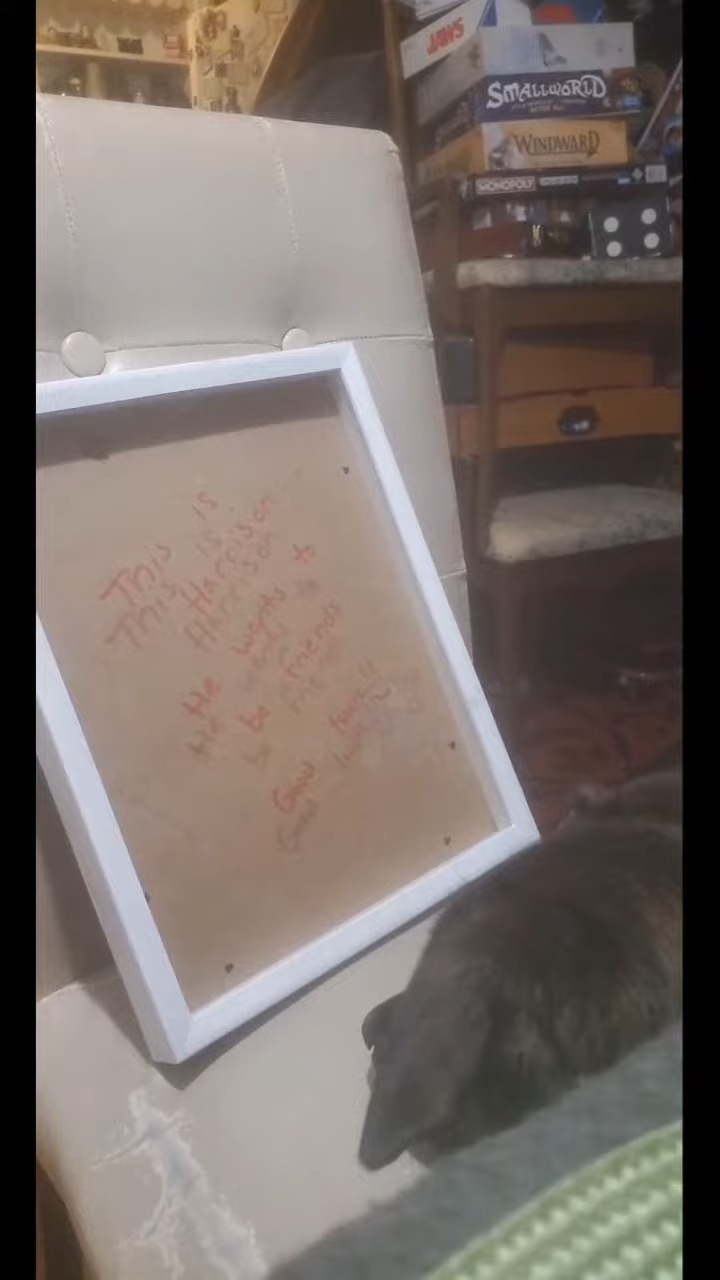 JAWS
SMALLWORLD
WINDWARD
MONOPOLY
This is
Harrison
He wants to
be friends
Good luck!!